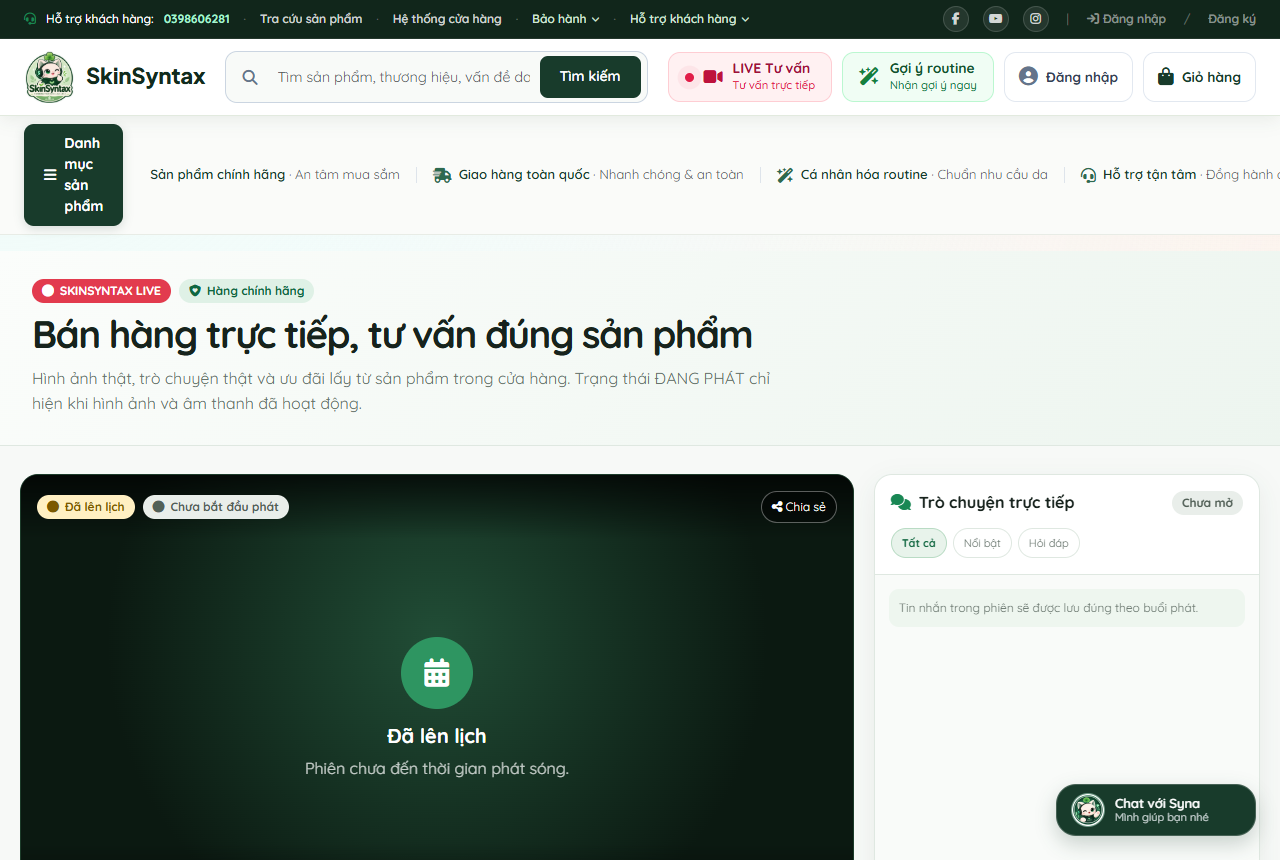 Hỗ trợ khách hàng: 0398606281 · Tra cứu sản phẩm · Hệ thống cửa hàng · Bảo hành · Hỗ trợ khách hàng | Đăng nhập / Đăng ký
SkinSyntax
SkinSyntax
Tìm sản phẩm, thương hiệu, vấn đề da
Tìm kiếm
LIVE Tư vấn
Tư vấn trực tiếp
Gợi ý routine
Nhận gợi ý ngay
Đăng nhập
Giỏ hàng
Danh
mục
sản
phẩm
Sản phẩm chính hãng · An tâm mua sắm
Giao hàng toàn quốc · Nhanh chóng & an toàn
Cá nhân hóa routine · Chuẩn nhu cầu da
Hỗ trợ tận tâm · Đồng hành
SKINSYNTAX LIVE
Hàng chính hãng
Bán hàng trực tiếp, tư vấn đúng sản phẩm
Hình ảnh thật, trò chuyện thật và ưu đãi lấy từ sản phẩm trong cửa hàng. Trạng thái ĐANG PHÁT chỉ
hiện khi hình ảnh và âm thanh đã hoạt động.
Đã lên lịch
Chưa bắt đầu phát
Chia sẻ
Đã lên lịch
Phiên chưa đến thời gian phát sóng.
Trò chuyện trực tiếp
Chưa mở
Tất cả
Nổi bật
Hỏi đáp
Tin nhắn trong phiên sẽ được lưu đúng theo buổi phát.
Chat với Syna
Mình giúp bạn nhé